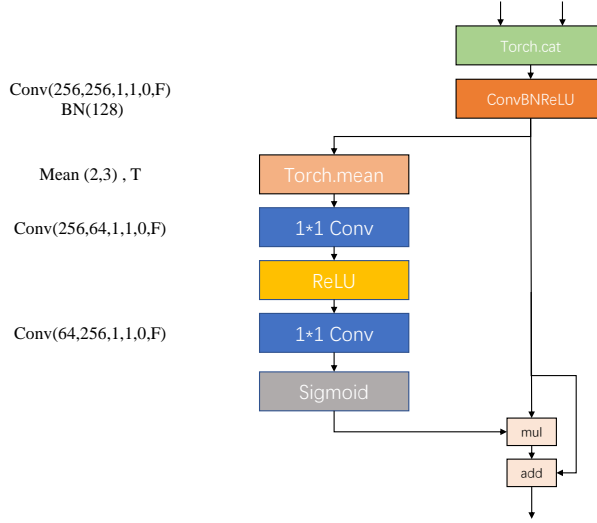 Torch.cat
Conv(256,256,1,1,0,F)
BN(128)
ConvBNReLU
Mean (2,3) , T
Torch.mean
Conv(256,64,1,1,0,F)
1*1 Conv
ReLU
Conv(64,256,1,1,0,F)
1*1 Conv
Sigmoid
mul
add